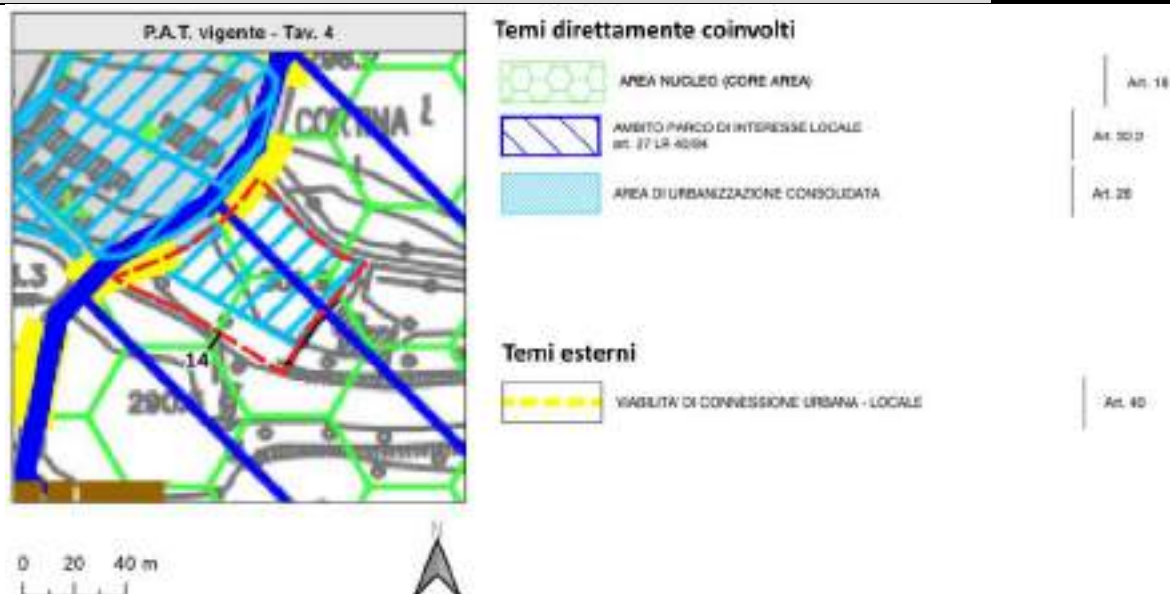 P.A.T. vigente - Tav. 4
Temi direttamente coinvolti
AREA NUCLEO (CORE AREA)
Art. 18
AMBITO PARCO DI INTERESSE LOCALE
art. 27 LR 40/84
Art.
AREA DI URBANIZZAZIONE CONSOLIDATA
Art. 28
CORTINA
14
Temi esterni
VIABILITA' DI CONNESSIONE URBANA - LOCALE
Art. 40
N
0 20 40 m